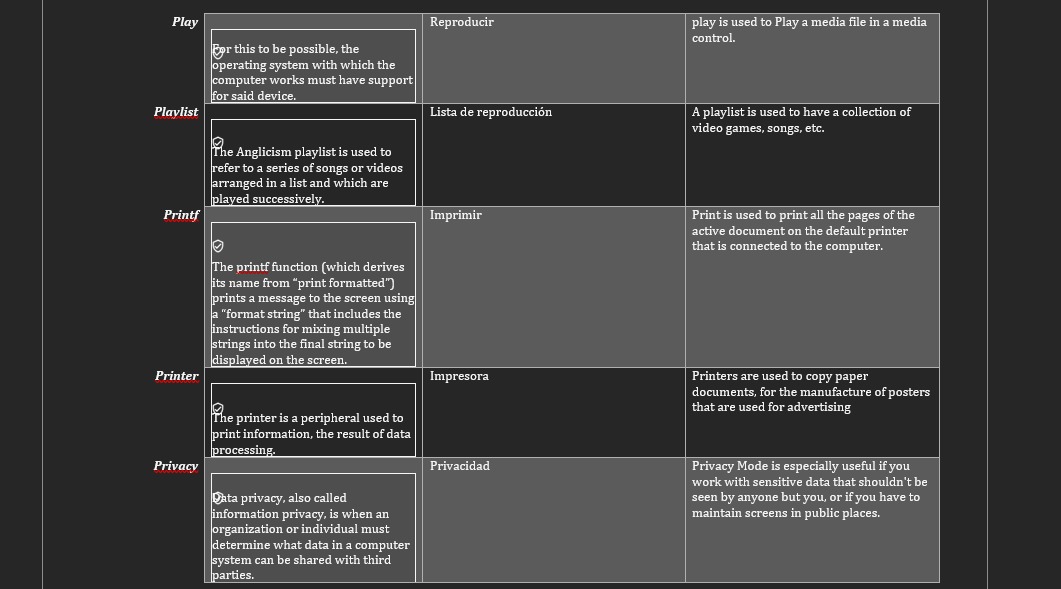 Play
For this to be possible, the
operating system with which the
computer works must have support
for said device.
Reproducir
play is used to Play a media file in a media
control.
Playlist
The Anglicism playlist is used to
refer to a series of songs or videos
arranged in a list and which are
played successively.
Lista de reproducción
A playlist is used to have a collection of
video games, songs, etc.
Printf
The printf function (which derives
its name from “print formatted”)
prints a message to the screen using
a “format string” that includes the
instructions for mixing multiple
strings into the final string to be
displayed on the screen.
Imprimir
Print is used to print all the pages of the
active document on the default printer
that is connected to the computer.
Printer
The printer is a peripheral used to
print information, the result of data
processing.
Impresora
Printers are used to copy paper
documents, for the manufacture of posters
that are used for advertising
Privacy
Data privacy, also called
information privacy, is when an
organization or individual must
determine what data in a computer
system can be shared with third
parties.
Privacidad
Privacy Mode is especially useful if you
work with sensitive data that shouldn't be
seen by anyone but you, or if you have to
maintain screens in public places.